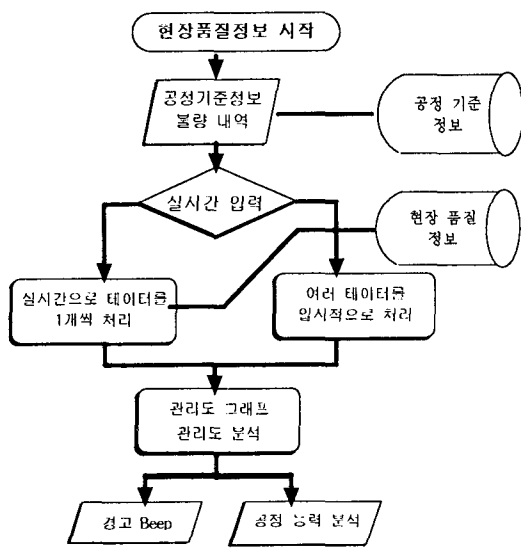 현장품질정보 시작
공정기준정보
불량 내역
공정 기준
정보
실시간 입력
현장 품질
정보
실시간으로 테이터를
1개씩 처리
여러 테이터를
입시적으로 처리
관리도 그래프
관리도 분석
경고 Beep
공정 능력 분석